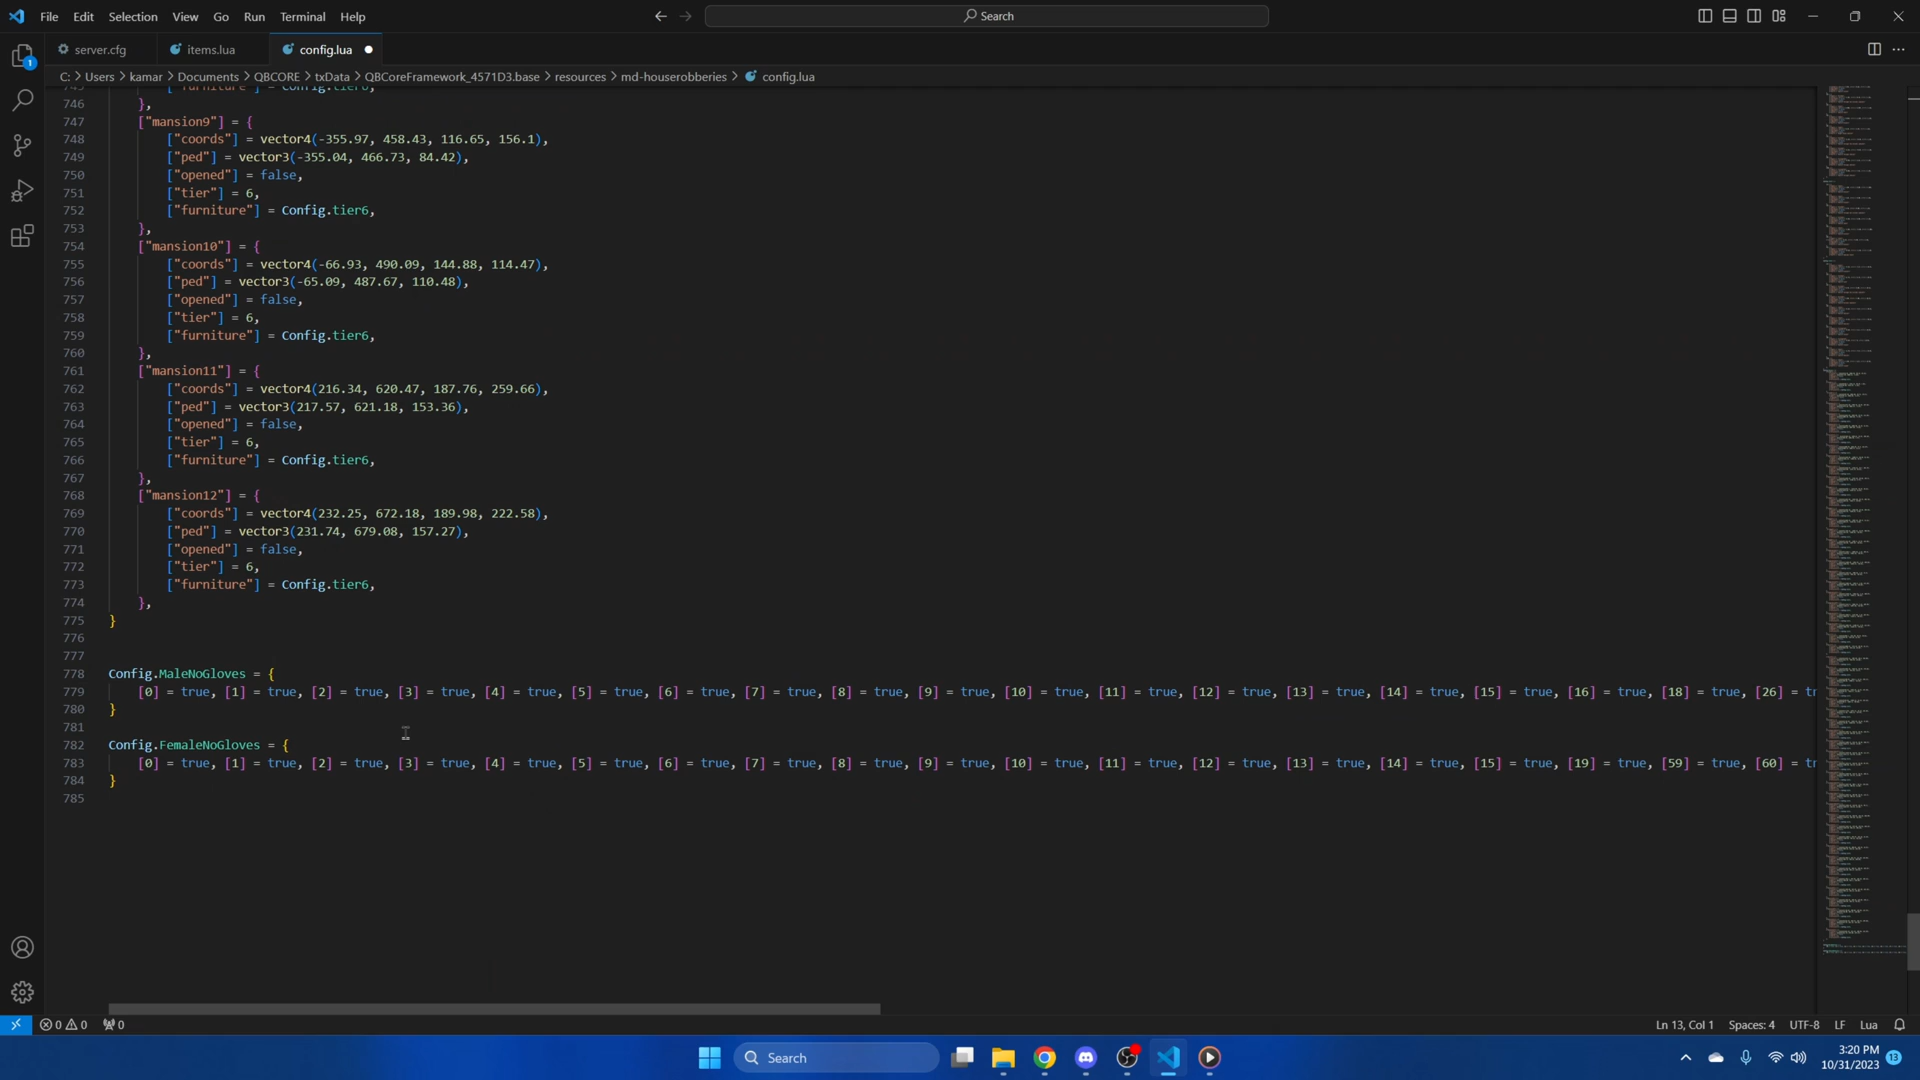 File Edit Selection View Go Run Terminal Help
Search
server.cfg items.lua config.lua
C: > Users > kamar > Documents > QBCORE > txData > QBCoreFramework_4571D3.base > resources > md-houserobberies > config.lua
745 ["furniture"] = Config.tier6,
746 },
747 ["mansion9"] = {
748 ["coords"] = vector4(-355.97, 458.43, 116.65, 156.1),
749 ["ped"] = vector3(-355.04, 466.73, 84.42),
750 ["opened"] = false,
751 ["tier"] = 6,
752 ["furniture"] = Config.tier6,
753 },
754 ["mansion10"] = {
755 ["coords"] = vector4(-66.93, 490.09, 144.88, 114.47),
756 ["ped"] = vector3(-65.09, 487.67, 110.48),
757 ["opened"] = false,
758 ["tier"] = 6,
759 ["furniture"] = Config.tier6,
760 },
761 ["mansion11"] = {
762 ["coords"] = vector4(216.34, 620.47, 187.76, 259.66),
763 ["ped"] = vector3(217.57, 621.18, 153.36),
764 ["opened"] = false,
765 ["tier"] = 6,
766 ["furniture"] = Config.tier6,
767 },
768 ["mansion12"] = {
769 ["coords"] = vector4(232.25, 672.18, 189.98, 222.58),
770 ["ped"] = vector3(231.74, 679.08, 157.27),
771 ["opened"] = false,
772 ["tier"] = 6,
773 ["furniture"] = Config.tier6,
774 },
775 }
776
777
778 Config.MaleNoGloves = {
779 [0] = true, [1] = true, [2] = true, [3] = true, [4] = true, [5] = true, [6] = true, [7] = true, [8] = true, [9] = true, [10] = true, [11] = true, [12] = true, [13] = true, [14] = true, [15] = true, [16] = true, [18] = true, [26] = tr
780 }
781
782 Config.FemaleNoGloves = {
783 [0] = true, [1] = true, [2] = true, [3] = true, [4] = true, [5] = true, [6] = true, [7] = true, [8] = true, [9] = true, [10] = true, [11] = true, [12] = true, [13] = true, [14] = true, [15] = true, [19] = true, [59] = true, [60] = tr
784 }
785
0 0 0 Ln 13, Col 1 Spaces: 4 UTF-8 LF Lua
Search
3:20 PM
10/31/2023 13